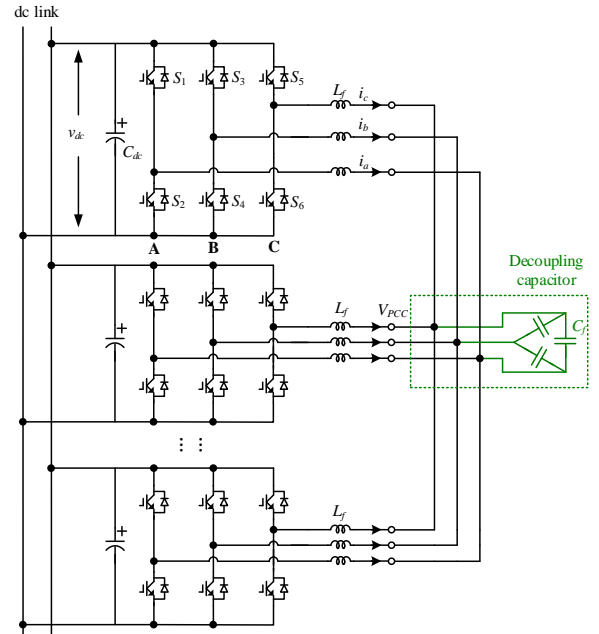 dc link
S1 S3 S5
Lf ic
ib
vdc
Cdc
ia
S2 S4 S6
A B C
Decoupling
capacitor
Lf VPCC
Cf
... ...
Lf